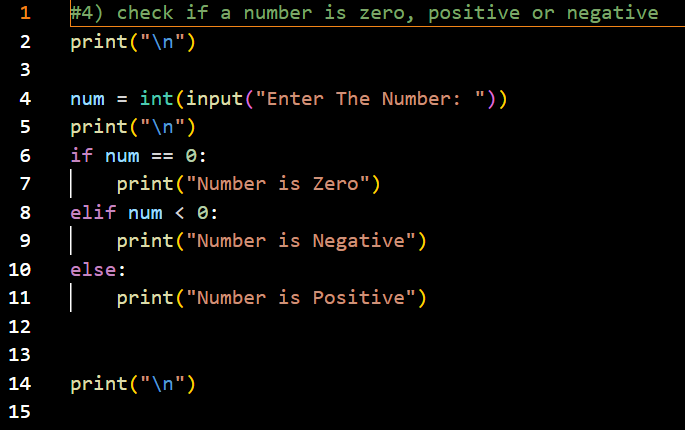 1 #4) check if a number is zero, positive or negative
2 print("\n")
3
4 num = int(input("Enter The Number: "))
5 print("\n")
6 if num == 0:
7     print("Number is Zero")
8 elif num < 0:
9     print("Number is Negative")
10 else:
11     print("Number is Positive")
12
13
14 print("\n")
15